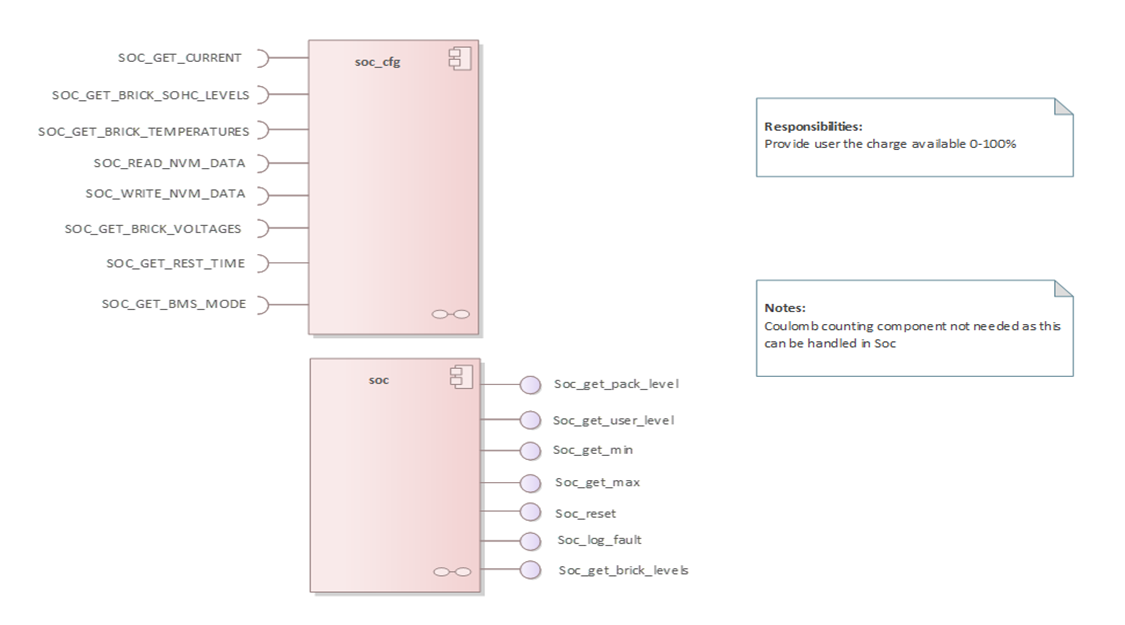 SOC_GET_CURRENT
SOC_GET_BRICK_SOHC_LEVELS
SOC_GET_BRICK_TEMPERATURES
SOC_READ_NVM_DATA
SOC_WRITE_NVM_DATA
SOC_GET_BRICK_VOLTAGES
SOC_GET_REST_TIME
SOC_GET_BMS_MODE
soc_cfg
soc
Soc_get_pack_level
Soc_get_user_level
Soc_get_min
Soc_get_max
Soc_reset
Soc_log_fault
Soc_get_brick_levels
Responsibilities:
Provide user the charge available 0-100%
Notes:
Coulomb counting component not needed as this
can be handled in Soc